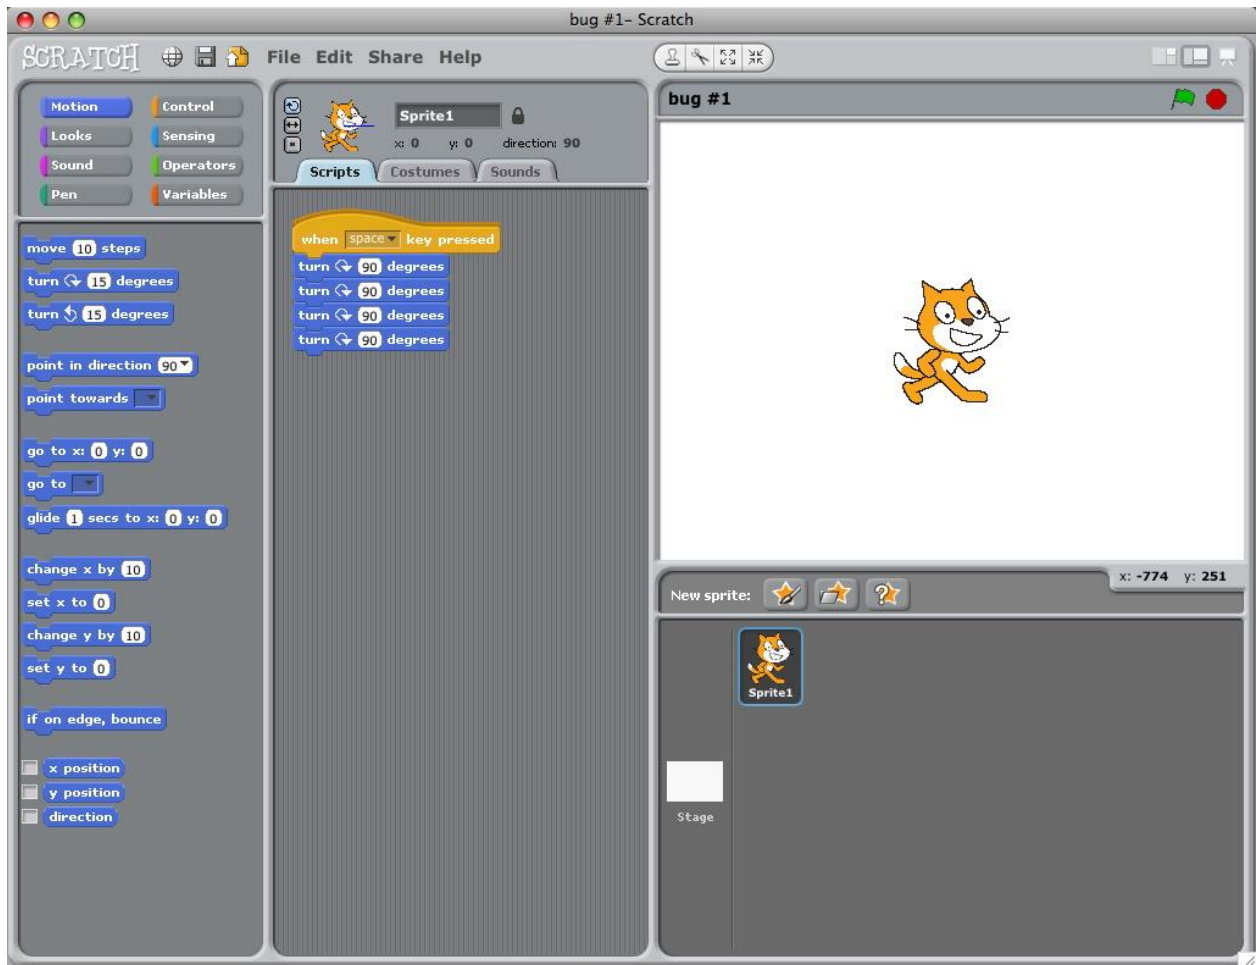 bug #1– Scratch
SCRATCH File Edit Share Help
Motion Control
Looks Sensing
Sound Operators
Pen Variables
move 10 steps
turn 15 degrees
turn 15 degrees
point in direction 90
point towards
go to x: 0 y: 0
go to
glide 1 secs to x: 0 y: 0
change x by 10
set x to 0
change y by 10
set y to 0
if on edge, bounce
x position
y position
direction
Sprite1
x: 0 y: 0 direction: 90
Scripts Costumes Sounds
when space key pressed
turn 90 degrees
turn 90 degrees
turn 90 degrees
turn 90 degrees
bug #1
x: -774 y: 251
New sprite:
Sprite1
Stage